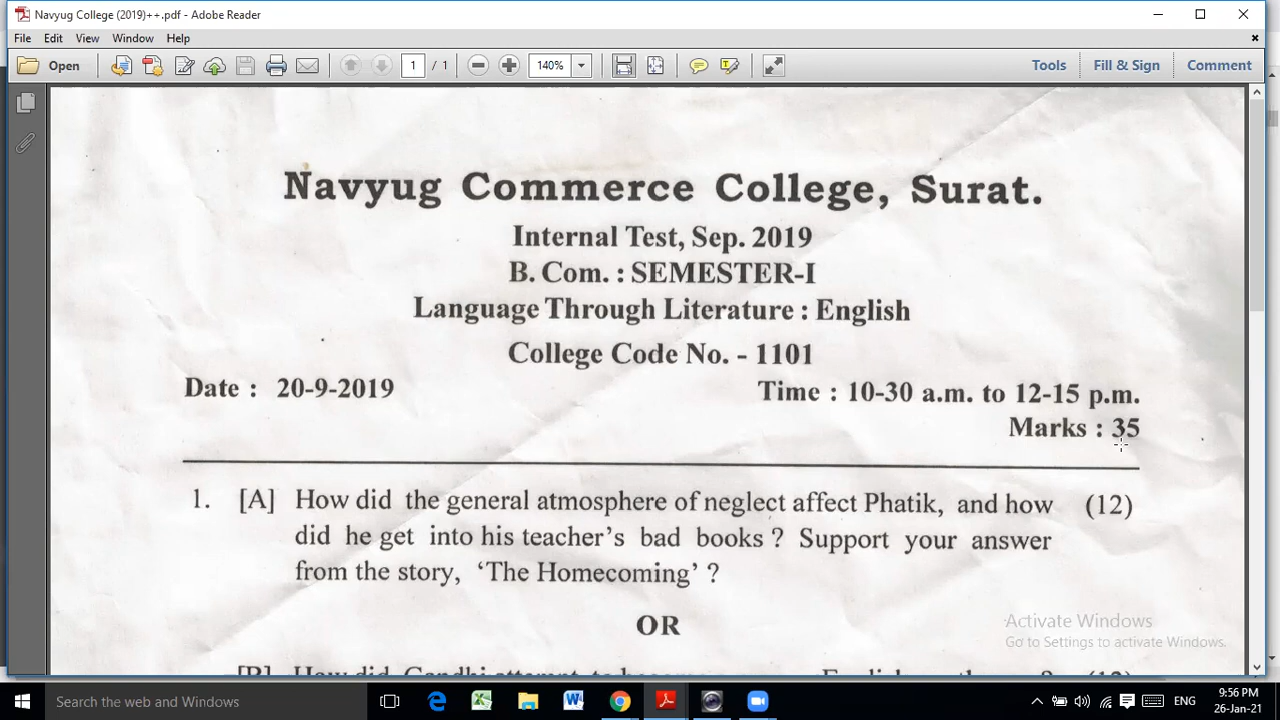 Navyug College (2019)++.pdf - Adobe Reader
File Edit View Window Help
Open 1 / 1 140% Tools Fill & Sign Comment
Navyug Commerce College, Surat.
Internal Test, Sep. 2019
B. Com. : SEMESTER-I
Language Through Literature : English
College Code No. - 1101
Date : 20-9-2019 Time : 10-30 a.m. to 12-15 p.m.
Marks : 35
1. [A] How did the general atmosphere of neglect affect Phatik, and how (12)
did he get into his teacher's bad books ? Support your answer
from the story, 'The Homecoming' ?
OR
[B] How did Gandhi attempt to
Activate Windows
Go to Settings to activate Windows.
Search the web and Windows
ENG
9:56 PM
26-Jan-21